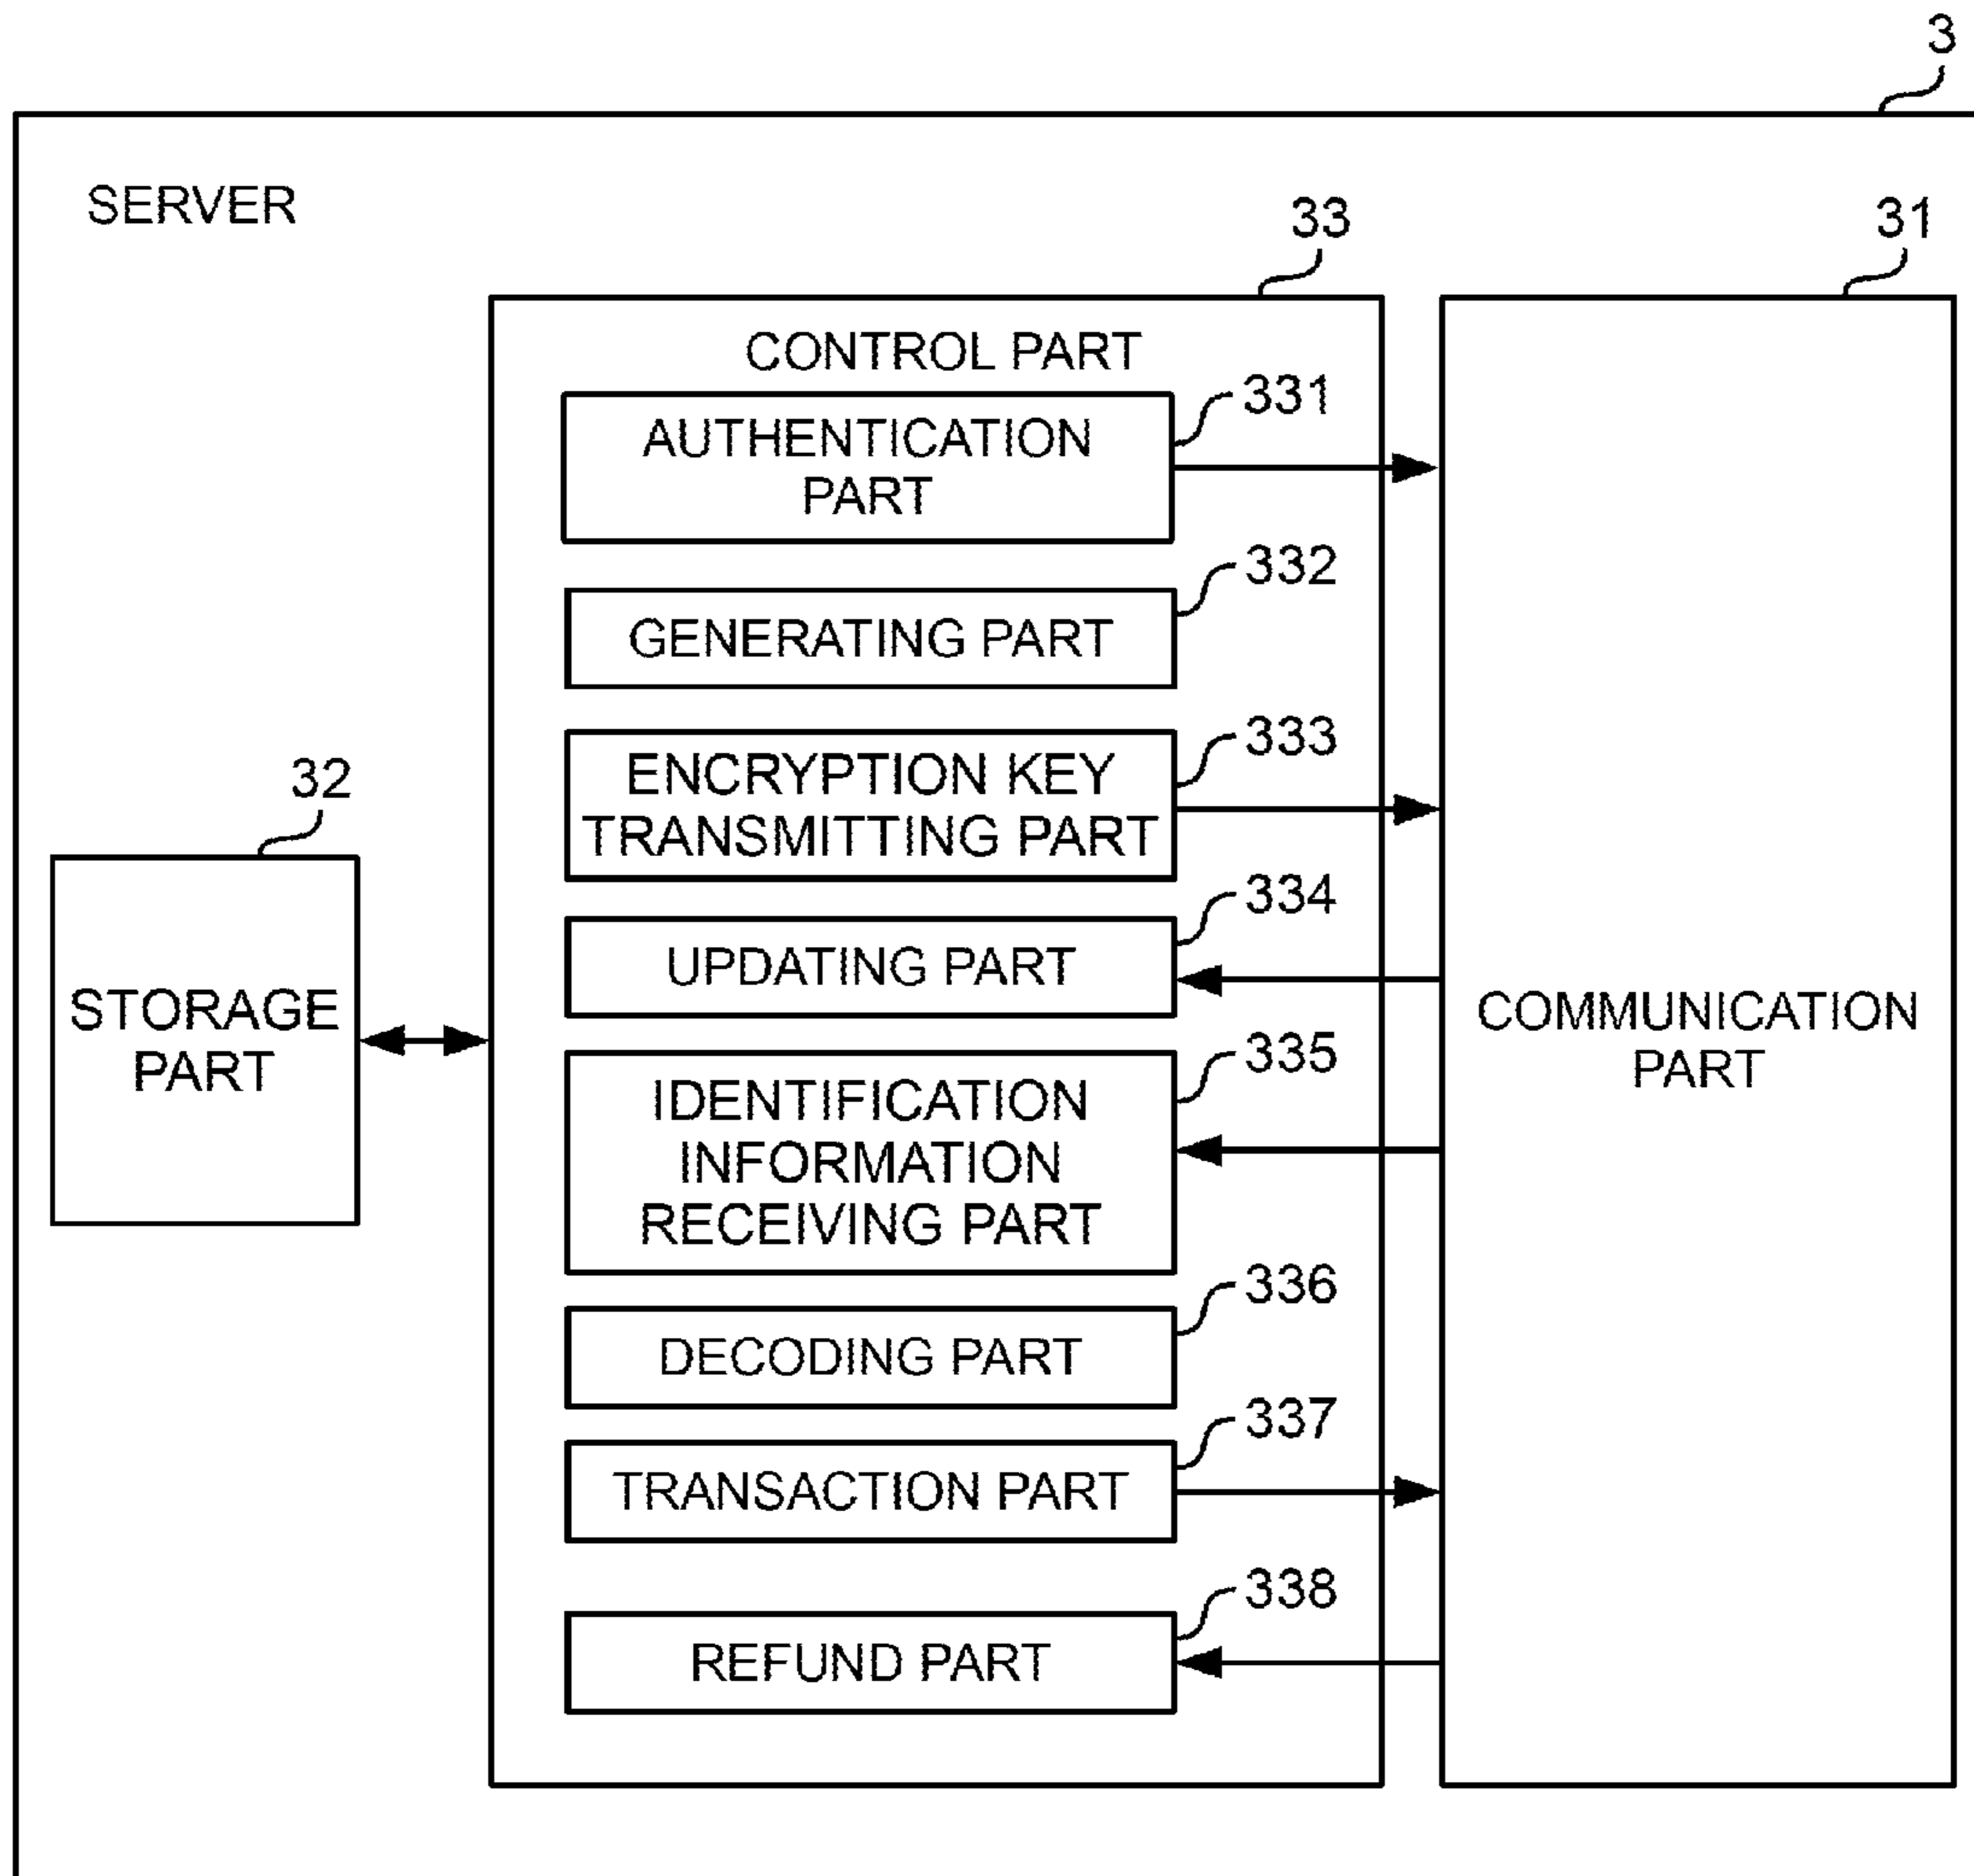 3
SERVER
33
31
CONTROL PART
331
AUTHENTICATION
PART
332
GENERATING PART
333
ENCRYPTION KEY
TRANSMITTING PART
32
334
UPDATING PART
STORAGE
PART
COMMUNICATION
PART
335
IDENTIFICATION
INFORMATION
RECEIVING PART
336
DECODING PART
337
TRANSACTION PART
338
REFUND PART